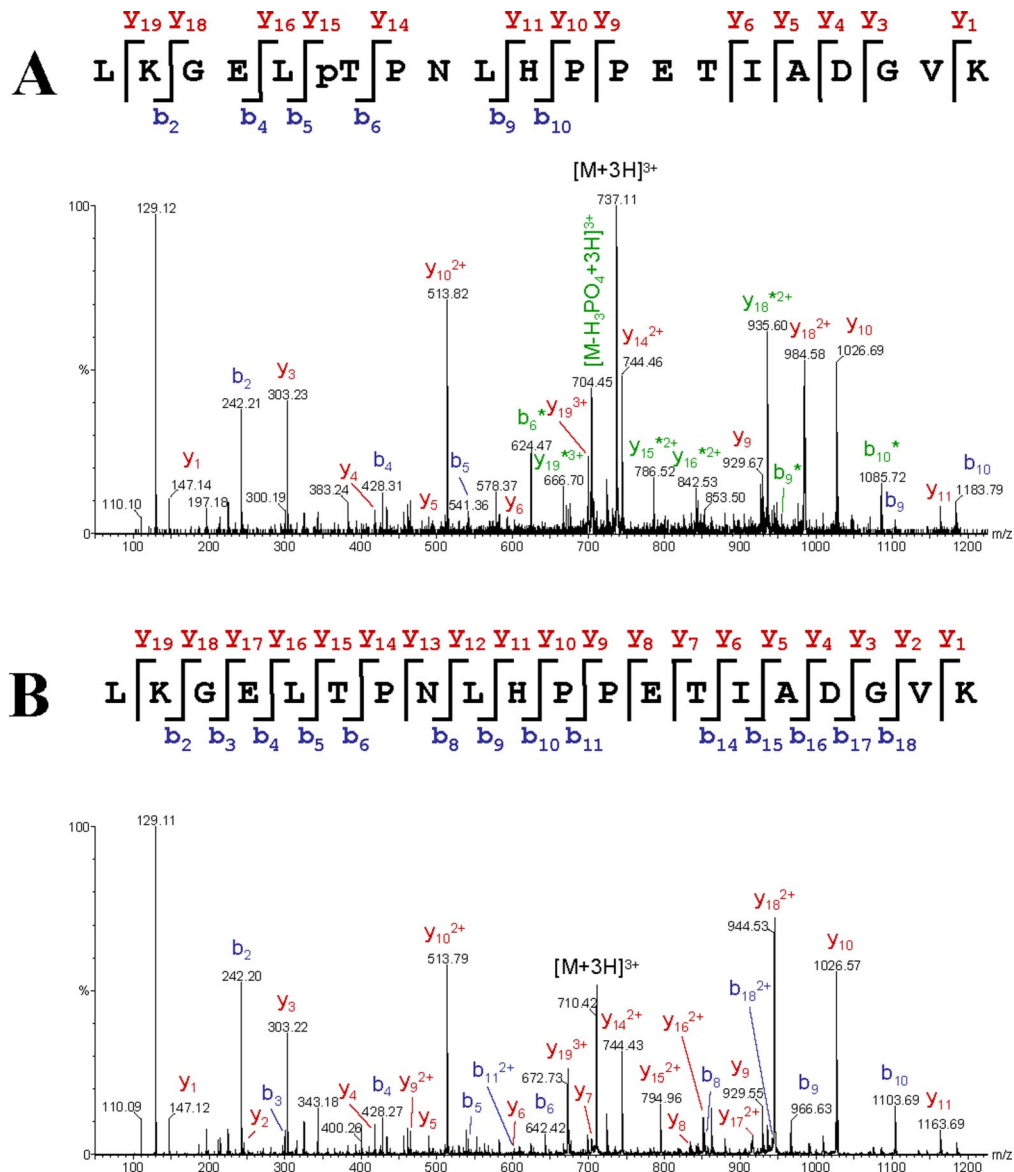 y19 y18 y16 y15 y14 y11 y10 y9 y6 y5 y4 y3 y1
A L K G E L pT P N L H P P E T I A D G V K
b2 b4 b5 b6 b9 b10
[M+3H]3+
100 129.12 737.11
[M-H3PO4+3H]3+
y10 2+
513.82
y18*2+
935.60
y14 2+
744.46
y18 2+
984.58
y10
1026.69
%
b2
242.21
y3
303.23
704.45
b6*
624.47
y19 3+
y19*3+
666.70
y15*2+
786.52
y16*2+
842.53
853.50
y9
929.67
b9*
b10*
1085.72
b9
b10
1183.79
y11
y1
147.14
110.10
197.18
300.19
383.24
y4
b4
428.31
y5
b5
541.36
578.37
y6
0
100 200 300 400 500 600 700 800 900 1000 1100 1200 m/z
y19 y18 y17 y16 y15 y14 y13 y12 y11 y10 y9 y8 y7 y6 y5 y4 y3 y2 y1
B L K G E L T P N L H P P E T I A D G V K
b2 b3 b4 b5 b6 b8 b9 b10 b11 b14 b15 b16 b17 b18
100 129.11
y18 2+
944.53
y10 2+
513.79
[M+3H]3+
710.42
y10
1026.57
%
b2
242.20
y3
303.22
b18 2+
y14 2+
744.43
y16 2+
y19 3+
672.73
y1
147.12
110.09
y2
b3
343.18
400.26
y4
b4
428.27
y9 2+
y5
b11 2+
b5
y6
b6
642.42
y7
y15 2+
794.96
y8
b8
y17 2+
y9
929.55
b9
966.63
b10
1103.69
y11
1163.69
0
100 200 300 400 500 600 700 800 900 1000 1100 1200 m/z